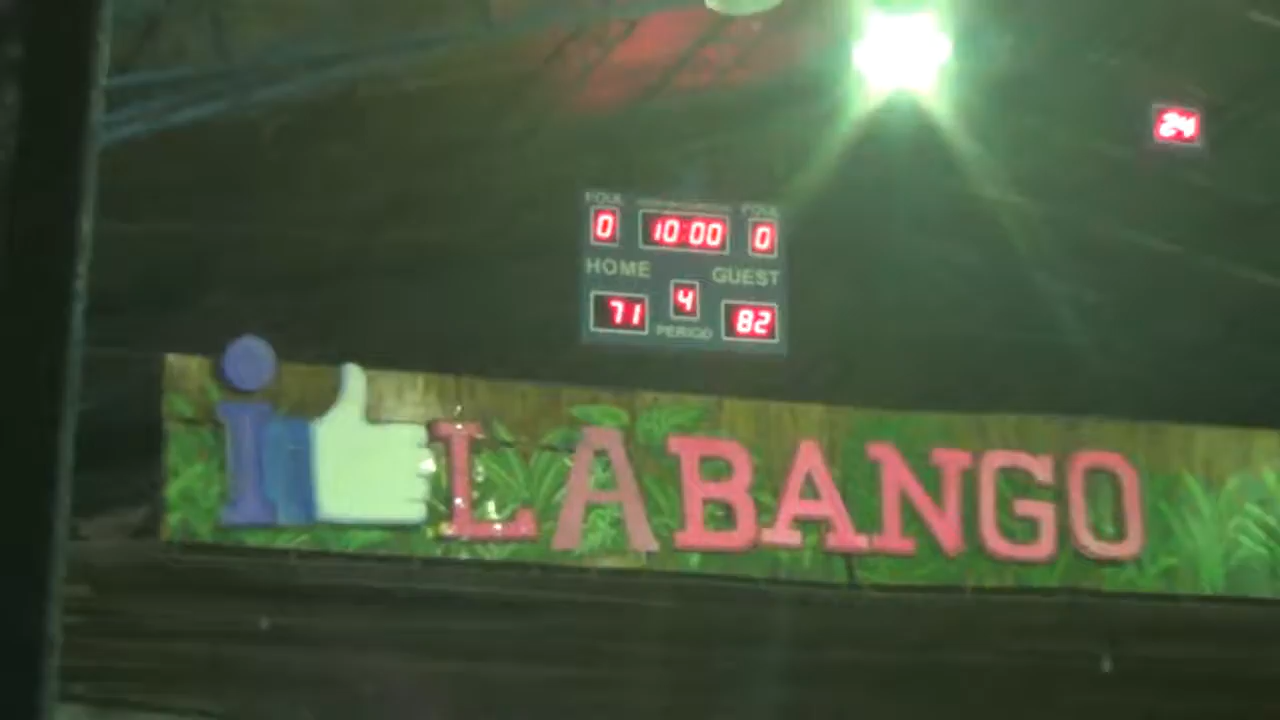 24
FOUL FOUL
0 10:00 0
HOME GUEST
71 4 82
PERIOD
I LABANGO